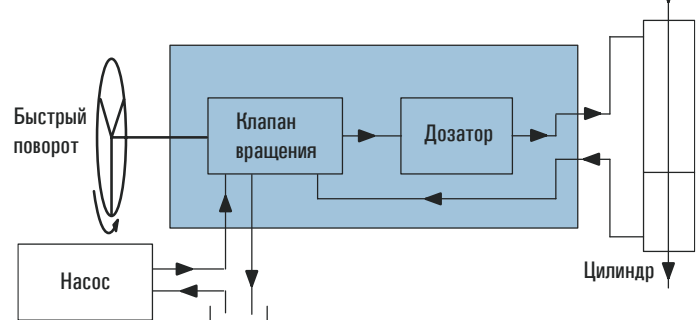 Быстрый
поворот
Клапан
вращения
Дозатор
Насос
Цилиндр